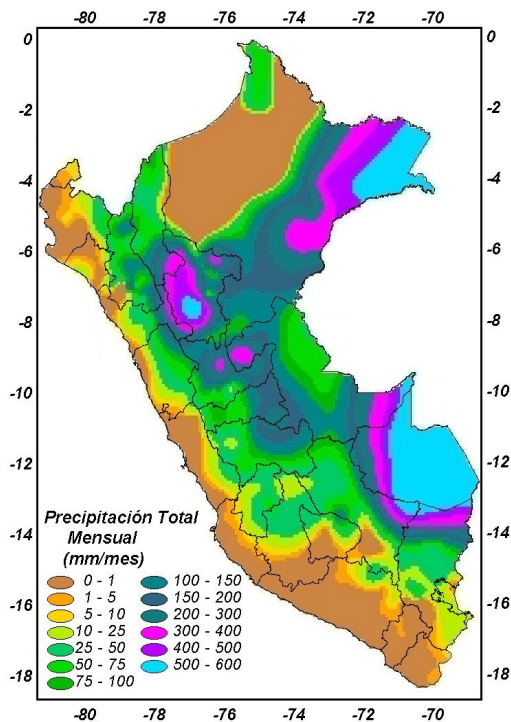 -80 -78 -76 -74 -72 -70
0 0
-2 -2
-4 -4
-6 -6
-8 -8
-10 -10
-12 -12
-14 -14
-16 -16
-18 -18
Precipitación Total
Mensual
(mm/mes)
0 - 1 100 - 150
1 - 5 150 - 200
5 - 10 200 - 300
10 - 25 300 - 400
25 - 50 400 - 500
50 - 75 500 - 600
75 - 100
-80 -78 -76 -74 -72 -70